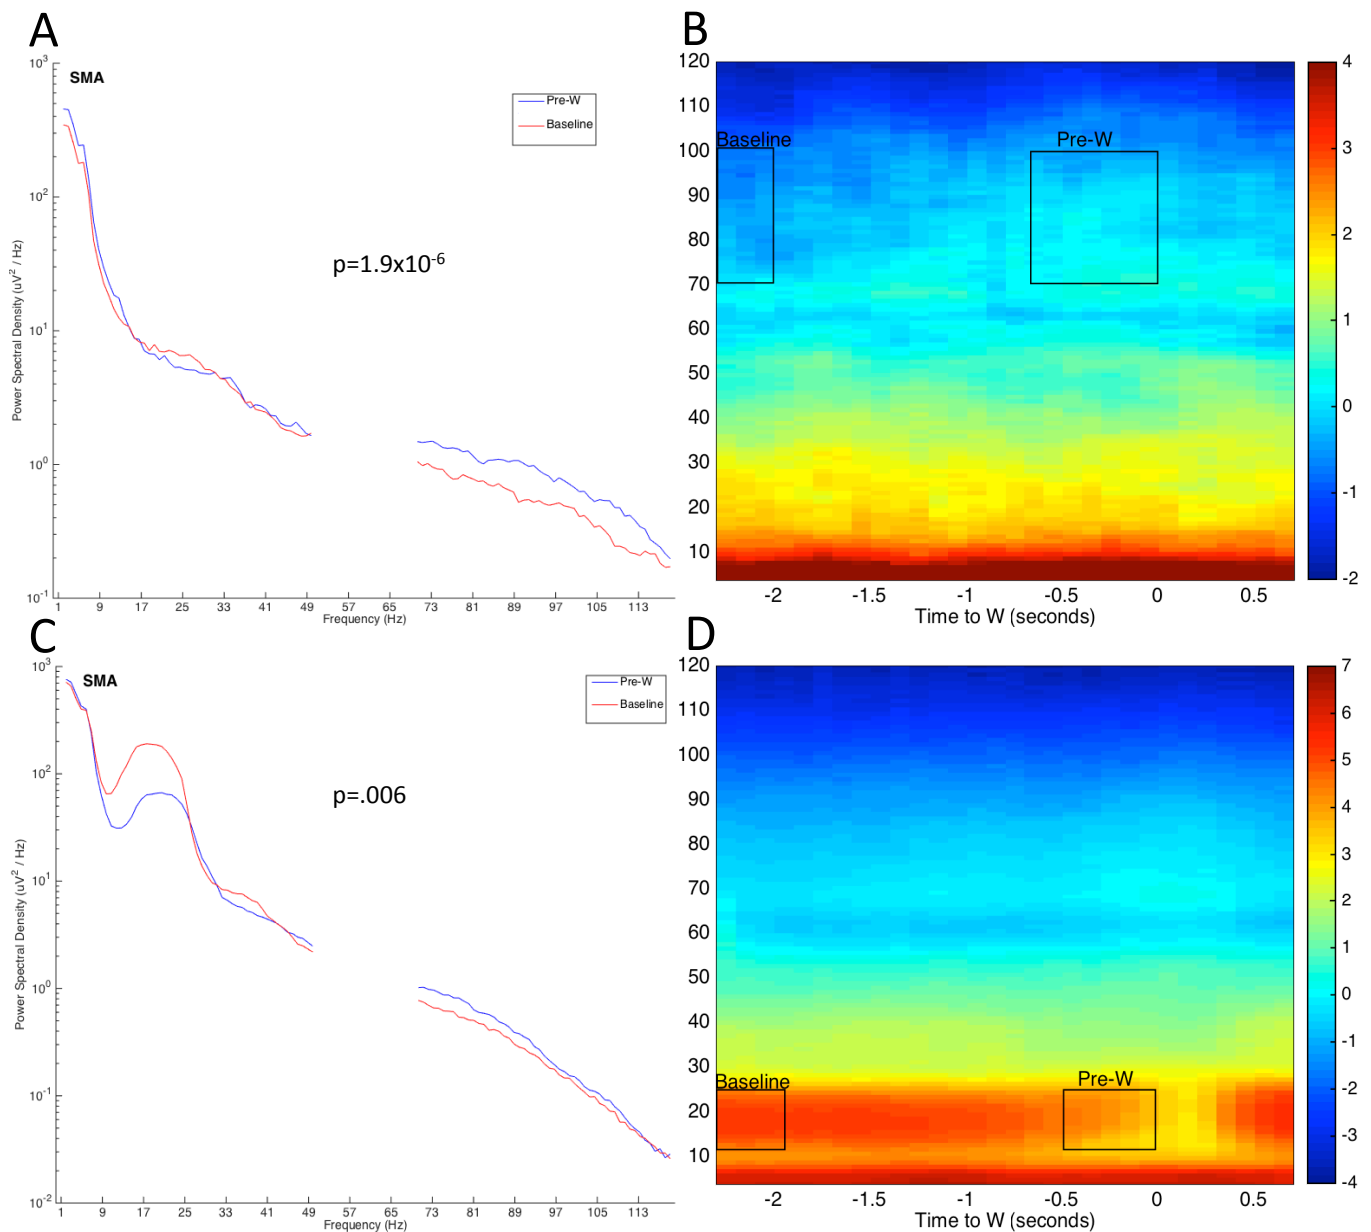 A
10^3
SMA
Pre-W
Baseline
10^2
p=1.9x10^-6
10^1
10^0
10^-1
Power Spectral Density (uV^2 / Hz)
1 9 17 25 33 41 49 57 65 73 81 89 97 105 113
Frequency (Hz)
B
120
110
100
90
80
70
60
50
40
30
20
10
Baseline
Pre-W
-2 -1.5 -1 -0.5 0 0.5
Time to W (seconds)
4
3
2
1
0
-1
-2
C
10^3
SMA
Pre-W
Baseline
10^2
p=.006
10^1
10^0
10^-1
10^-2
Power Spectral Density (uV^2 / Hz)
1 9 17 25 33 41 49 57 65 73 81 89 97 105 113
Frequency (Hz)
D
120
110
100
90
80
70
60
50
40
30
20
10
Baseline
Pre-W
-2 -1 -1 -0.5 0 0.5
Time to W (seconds)
7
6
5
4
3
2
1
0
-1
-2
-3
-4